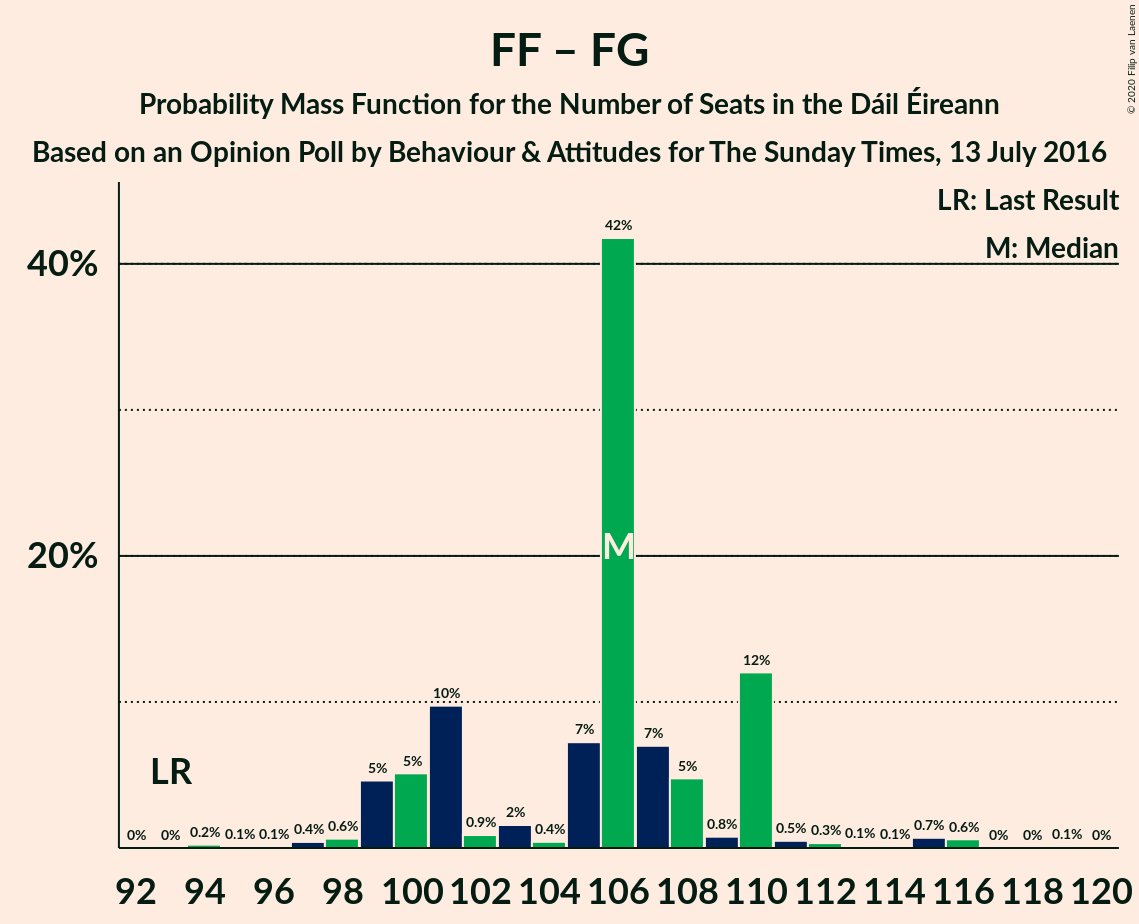 FF – FG
Probability Mass Function for the Number of Seats in the Dáil Éireann
Based on an Opinion Poll by Behaviour & Attitudes for The Sunday Times, 13 July 2016
© 2020 Filip van Laenen
LR: Last Result
M: Median
40%
20%
LR
M
0% 0% 0.2% 0.1% 0.1% 0.4% 0.6% 5% 5% 10% 0.9% 2% 0.4% 7% 42% 7% 5% 0.8% 12% 0.5% 0.3% 0.1% 0.1% 0.7% 0.6% 0% 0% 0.1% 0%
92 94 96 98 100 102 104 106 108 110 112 114 116 118 120